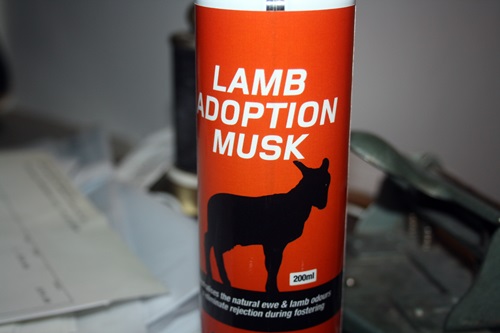 LAMB
ADOPTION
MUSK
200ml
the natural ewe & lamb odours
rejection during fostering